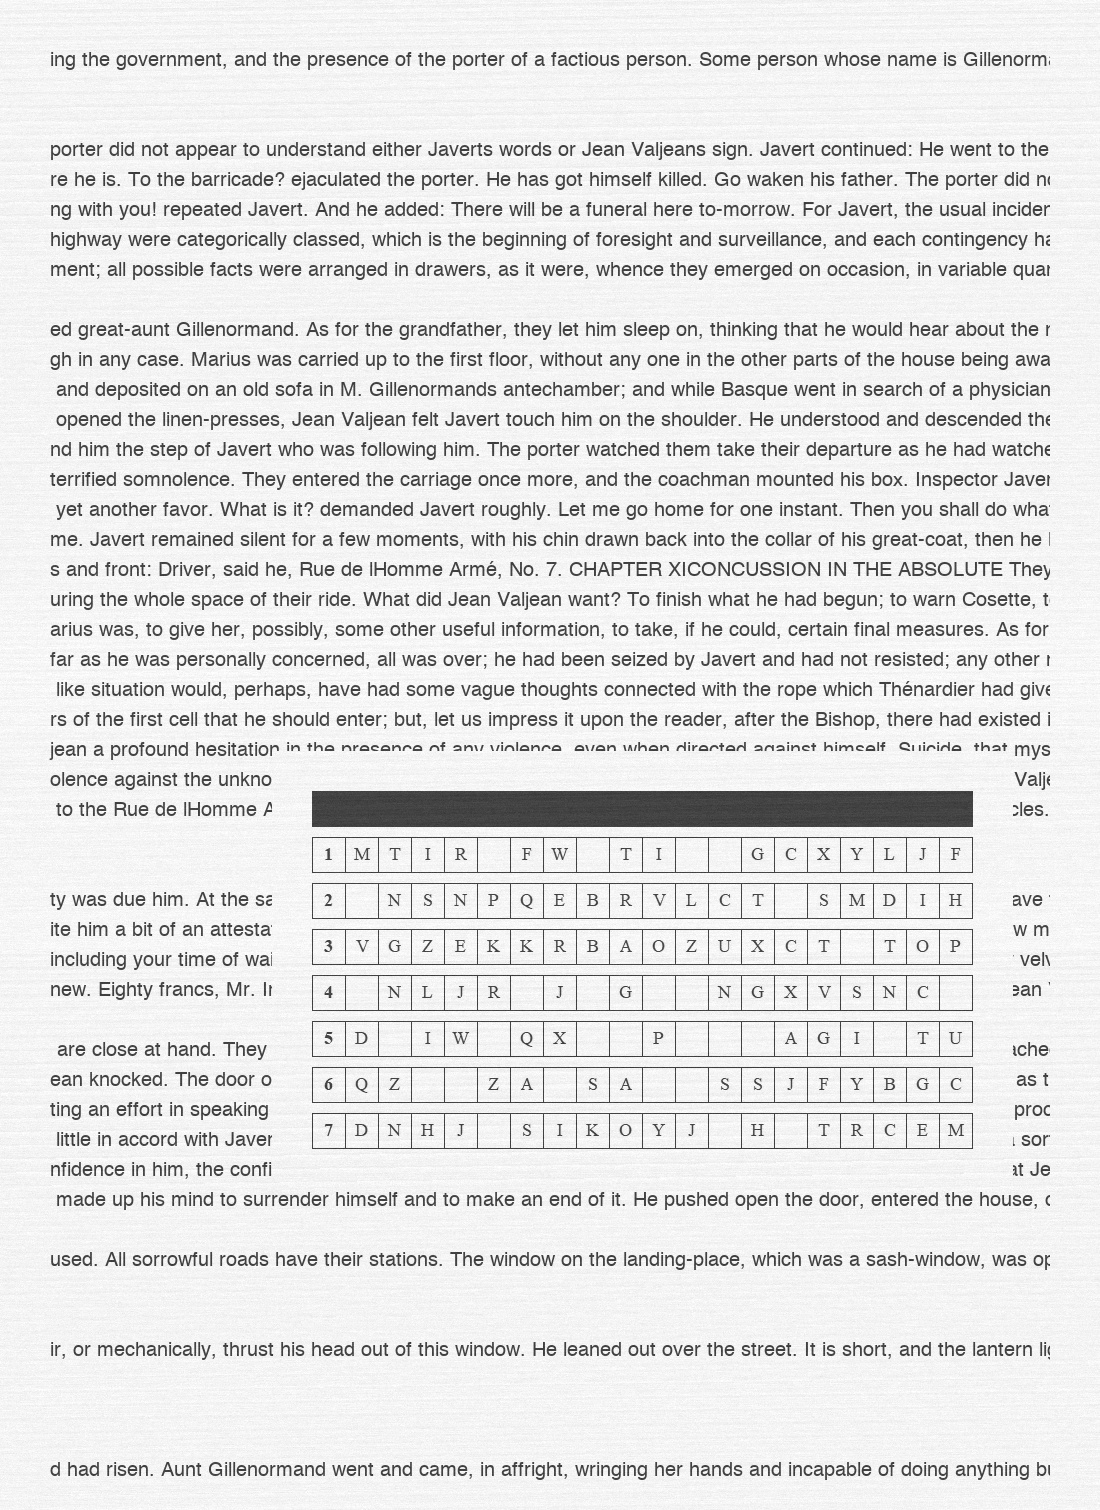 ing the government, and the presence of the porter of a factious person. Some person whose name is Gillenorma
porter did not appear to understand either Javerts words or Jean Valjeans sign. Javert continued: He went to the
re he is. To the barricade? ejaculated the porter. He has got himself killed. Go waken his father. The porter did no
ng with you! repeated Javert. And he added: There will be a funeral here to-morrow. For Javert, the usual inciden
highway were categorically classed, which is the beginning of foresight and surveillance, and each contingency ha
ment; all possible facts were arranged in drawers, as it were, whence they emerged on occasion, in variable quan
ed great-aunt Gillenormand. As for the grandfather, they let him sleep on, thinking that he would hear about the
gh in any case. Marius was carried up to the first floor, without any one in the other parts of the house being awa
and deposited on an old sofa in M. Gillenormands antechamber; and while Basque went in search of a physician
opened the linen-presses, Jean Valjean felt Javert touch him on the shoulder. He understood and descended the
nd him the step of Javert who was following him. The porter watched them take their departure as he had watche
terrified somnolence. They entered the carriage once more, and the coachman mounted his box. Inspector Javer
yet another favor. What is it? demanded Javert roughly. Let me go home for one instant. Then you shall do wha
me. Javert remained silent for a few moments, with his chin drawn back into the collar of his great-coat, then he
s and front: Driver, said he, Rue de lHomme Armé, No. 7. CHAPTER XICONCUSSION IN THE ABSOLUTE They
uring the whole space of their ride. What did Jean Valjean want? To finish what he had begun; to warn Cosette, t
arius was, to give her, possibly, some other useful information, to take, if he could, certain final measures. As for
far as he was personally concerned, all was over; he had been seized by Javert and had not resisted; any other
like situation would, perhaps, have had some vague thoughts connected with the rope which Thénardier had give
rs of the first cell that he should enter; but, let us impress it upon the reader, after the Bishop, there had existed i
jean a profound hesitation in the presence of any violence, even when directed against himself. Suicide, that mys
olence against the unkno Valje
to the Rue de lHomme A cles.
1 M T I R F W T I G C X Y L J F
2 N S N P Q E B R V L C T S M D I H
3 V G Z E K K R B A O Z U X C T T O P
4 N L J R J G N G X V S N C
5 D I W Q X P A G I T U
6 Q Z Z A S A S S J F Y B G C
7 D N H J S I K O Y J H T R C E M
ty was due him. At the sa ave
ite him a bit of an attesta w m
including your time of wai velv
new. Eighty francs, Mr. In ean
are close at hand. They ache
ean knocked. The door o as t
ting an effort in speaking proc
little in accord with Javer son
nfidence in him, the confi at Je
made up his mind to surrender himself and to make an end of it. He pushed open the door, entered the house, c
used. All sorrowful roads have their stations. The window on the landing-place, which was a sash-window, was op
ir, or mechanically, thrust his head out of this window. He leaned out over the street. It is short, and the lantern lig
d had risen. Aunt Gillenormand went and came, in affright, wringing her hands and incapable of doing anything bu